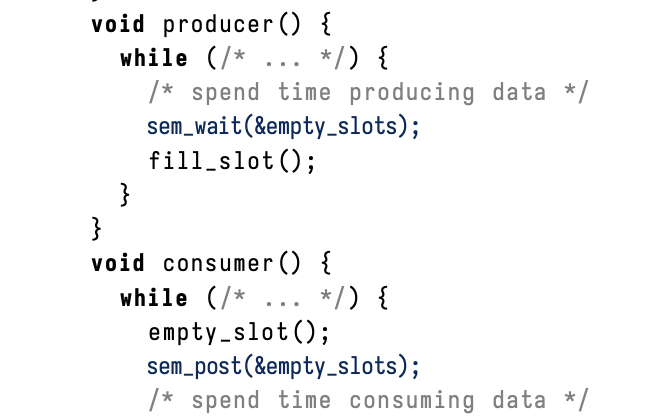 void producer() {
while (/* ... */) {
/* spend time producing data */
sem_wait(&empty_slots);
fill_slot();
}
}
void consumer() {
while (/* ... */) {
empty_slot();
sem_post(&empty_slots);
/* spend time consuming data */